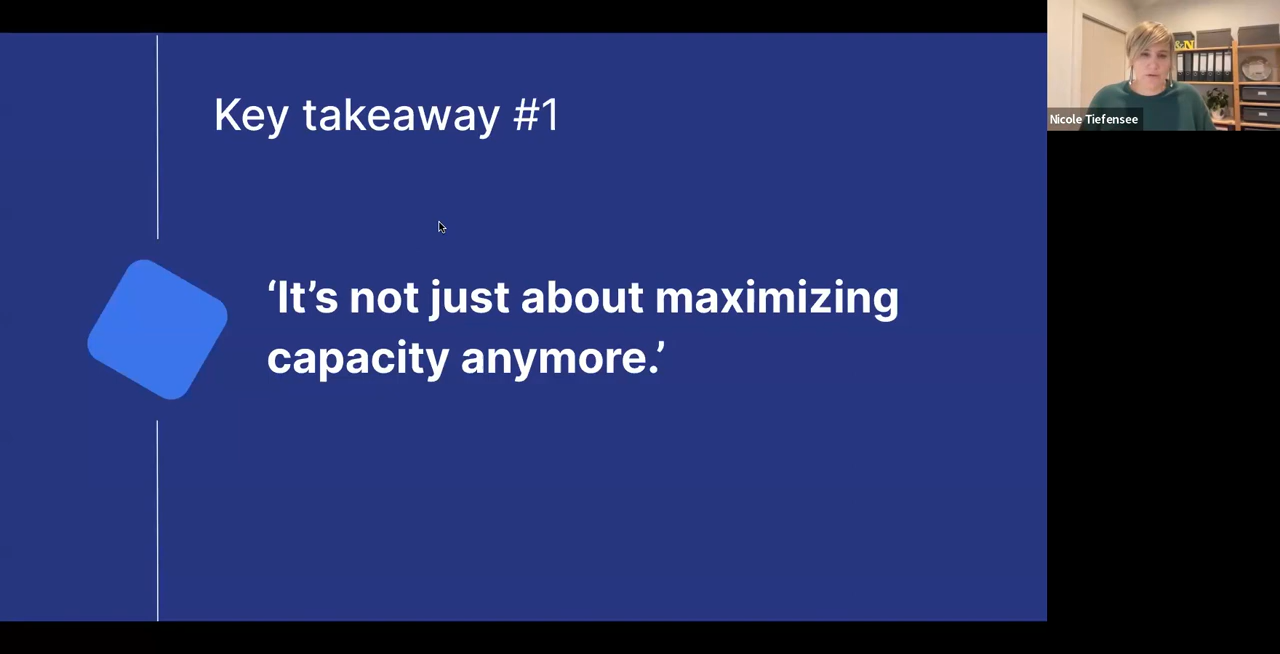 Key takeaway #1
‘It’s not just about maximizing
capacity anymore.’
&N
Nicole Tiefensee